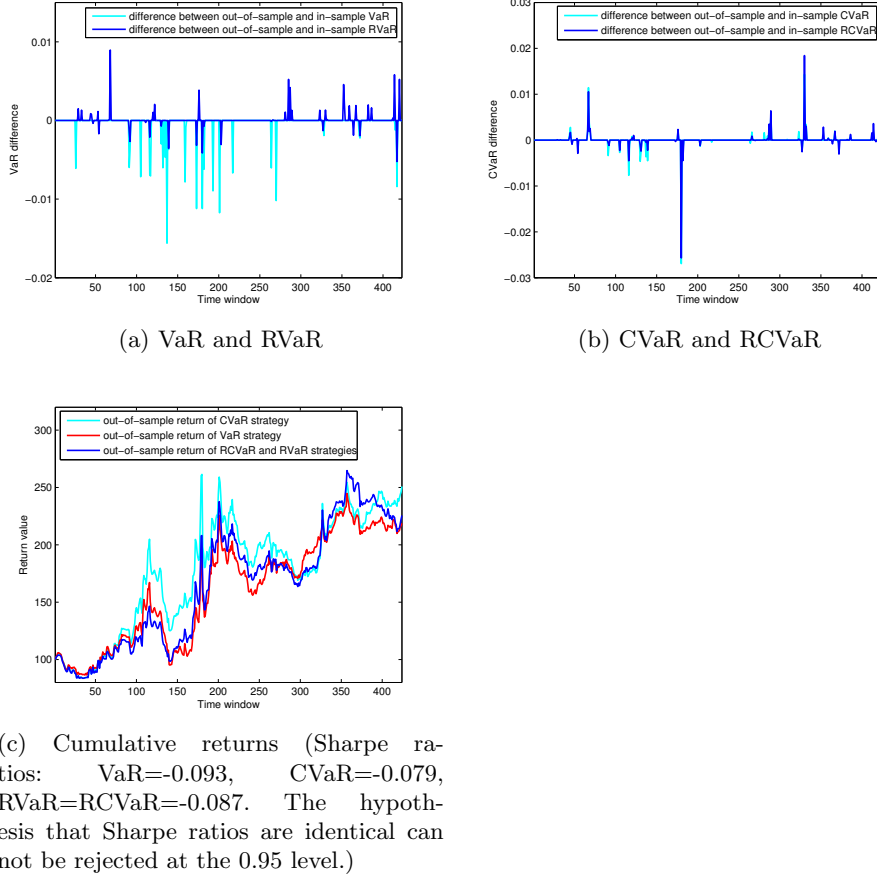 0.01
0
−0.01
−0.02
VaR difference
difference between out−of−sample and in−sample VaR
difference between out−of−sample and in−sample RVaR
50 100 150 200 250 300 350 400
Time window
(a) VaR and RVaR
0.03
0.02
0.01
0
−0.01
−0.02
−0.03
CVaR difference
difference between out−of−sample and in−sample CVaR
difference between out−of−sample and in−sample RCVaR
50 100 150 200 250 300 350 400
Time window
(b) CVaR and RCVaR
300
250
200
150
100
Return value
out−of−sample return of CVaR strategy
out−of−sample return of VaR strategy
out−of−sample return of RCVaR and RVaR strategies
50 100 150 200 250 300 350 400
Time window
(c) Cumulative returns (Sharpe ra-
tios: VaR=-0.093, CVaR=-0.079,
RVaR=RCVaR=-0.087. The hypoth-
esis that Sharpe ratios are identical can
not be rejected at the 0.95 level.)